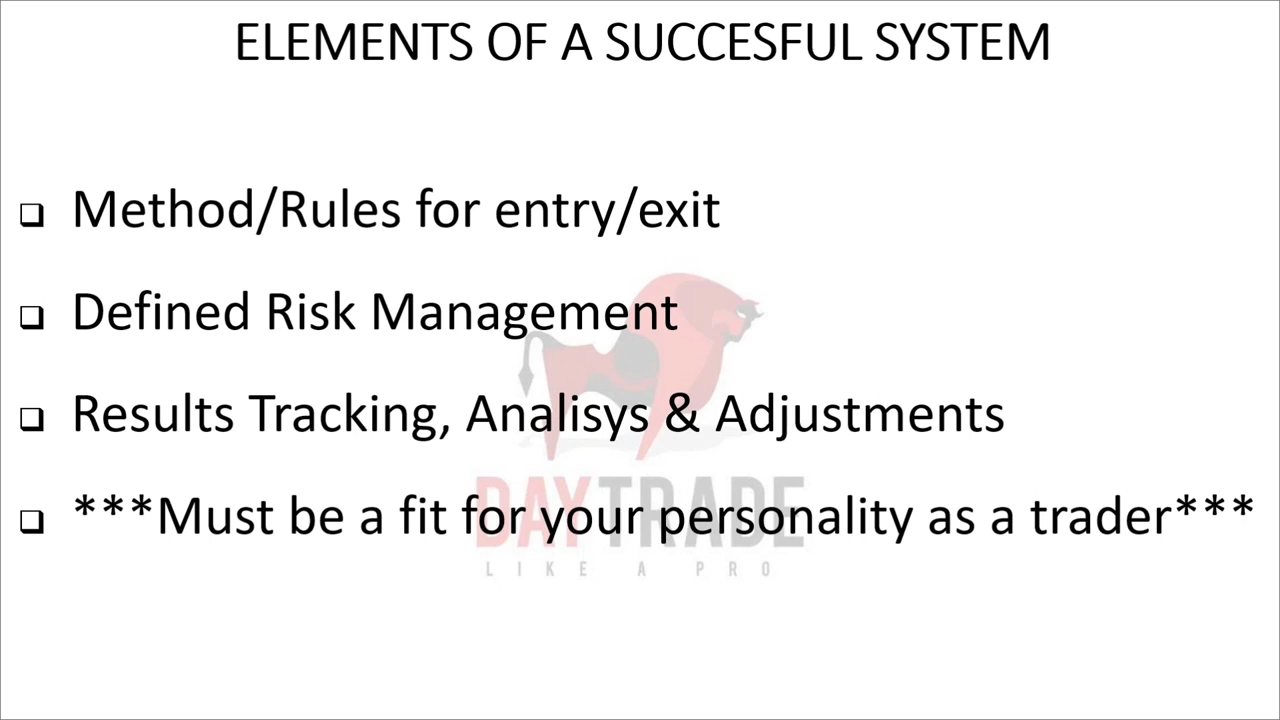 ELEMENTS OF A SUCCESFUL SYSTEM
❑ Method/Rules for entry/exit
❑ Defined Risk Management
❑ Results Tracking, Analisys & Adjustments
❑ ***Must be a fit for your personality as a trader***
DAYTRADE
LIKE A PRO